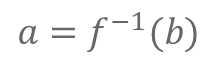 a = f⁻¹(b)